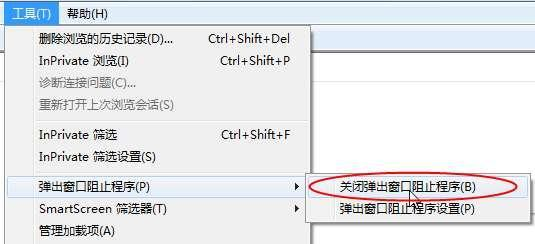 工具(T) 帮助(H)
删除浏览的历史记录(D)... Ctrl+Shift+Del
InPrivate 浏览(I) Ctrl+Shift+P
诊断连接问题(C)...
重新打开上次浏览会话(S)
InPrivate 筛选 Ctrl+Shift+F
InPrivate 筛选设置(S)
弹出窗口阻止程序(P) 关闭弹出窗口阻止程序(B)
SmartScreen 筛选器(T) 弹出窗口阻止程序设置(P)
管理加载项(A)